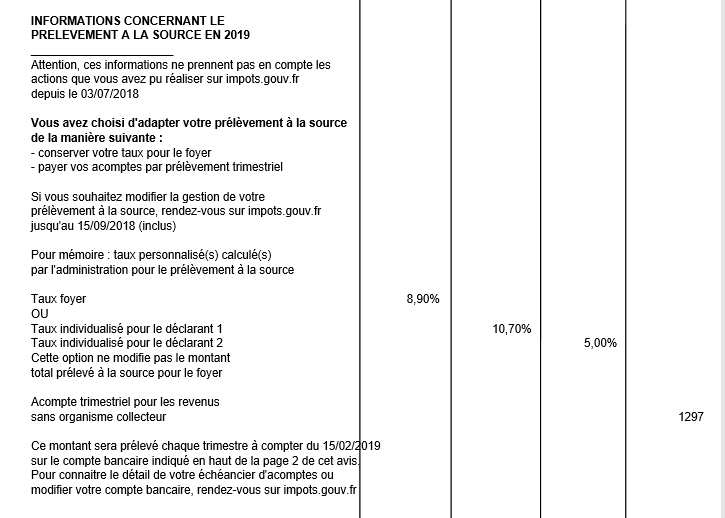 INFORMATIONS CONCERNANT LE
PRELEVEMENT A LA SOURCE EN 2019
Attention, ces informations ne prennent pas en compte les
actions que vous avez pu réaliser sur impots.gouv.fr
depuis le 03/07/2018
Vous avez choisi d'adapter votre prélèvement à la source
de la manière suivante :
- conserver votre taux pour le foyer
- payer vos acomptes par prélèvement trimestriel
Si vous souhaitez modifier la gestion de votre
prélèvement à la source, rendez-vous sur impots.gouv.fr
jusqu'au 15/09/2018 (inclus)
Pour mémoire : taux personnalisé(s) calculé(s)
par l'administration pour le prélèvement à la source
Taux foyer 8,90%
OU
Taux individualisé pour le déclarant 1 10,70%
Taux individualisé pour le déclarant 2 5,00%
Cette option ne modifie pas le montant
total prélevé à la source pour le foyer
Acompte trimestriel pour les revenus
sans organisme collecteur 1297
Ce montant sera prélevé chaque trimestre à compter du 15/02/2019
sur le compte bancaire indiqué en haut de la page 2 de cet avis.
Pour connaitre le détail de votre échéancier d'acomptes ou
modifier votre compte bancaire, rendez-vous sur impots.gouv.fr